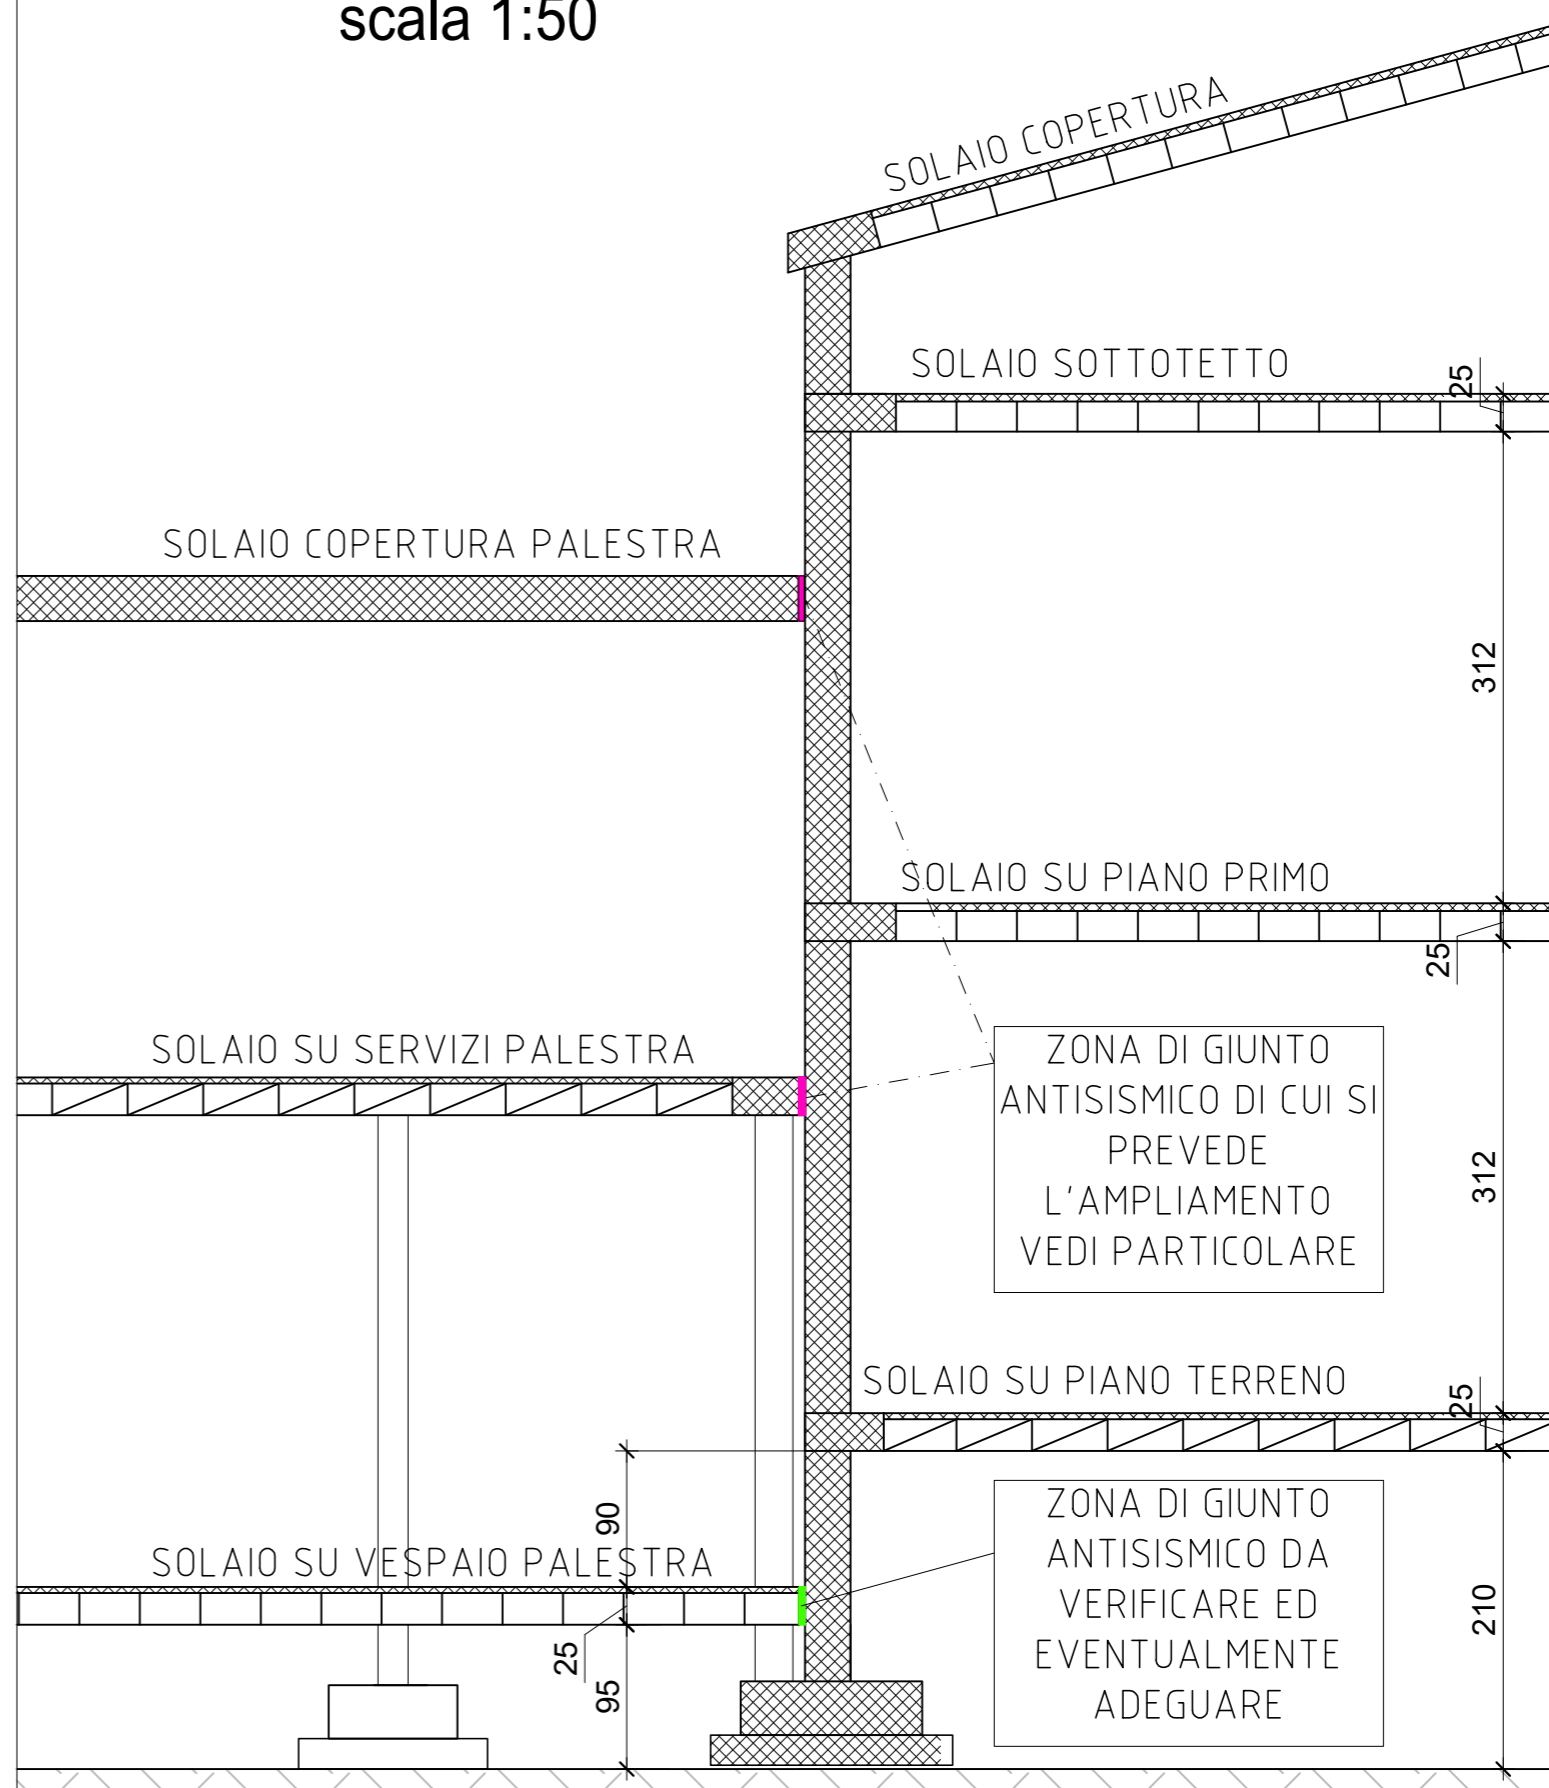 scala 1:50
SOLAIO COPERTURA
SOLAIO SOTTOTETTO
25
SOLAIO COPERTURA PALESTRA
312
SOLAIO SU PIANO PRIMO
25
SOLAIO SU SERVIZI PALESTRA
ZONA DI GIUNTO
ANTISISMICO DI CUI SI
PREVEDE
L'AMPLIAMENTO
VEDI PARTICOLARE
312
SOLAIO SU PIANO TERRENO
25
90
SOLAIO SU VESPAIO PALESTRA
25
95
ZONA DI GIUNTO
ANTISISMICO DA
VERIFICARE ED
EVENTUALMENTE
ADEGUARE
210